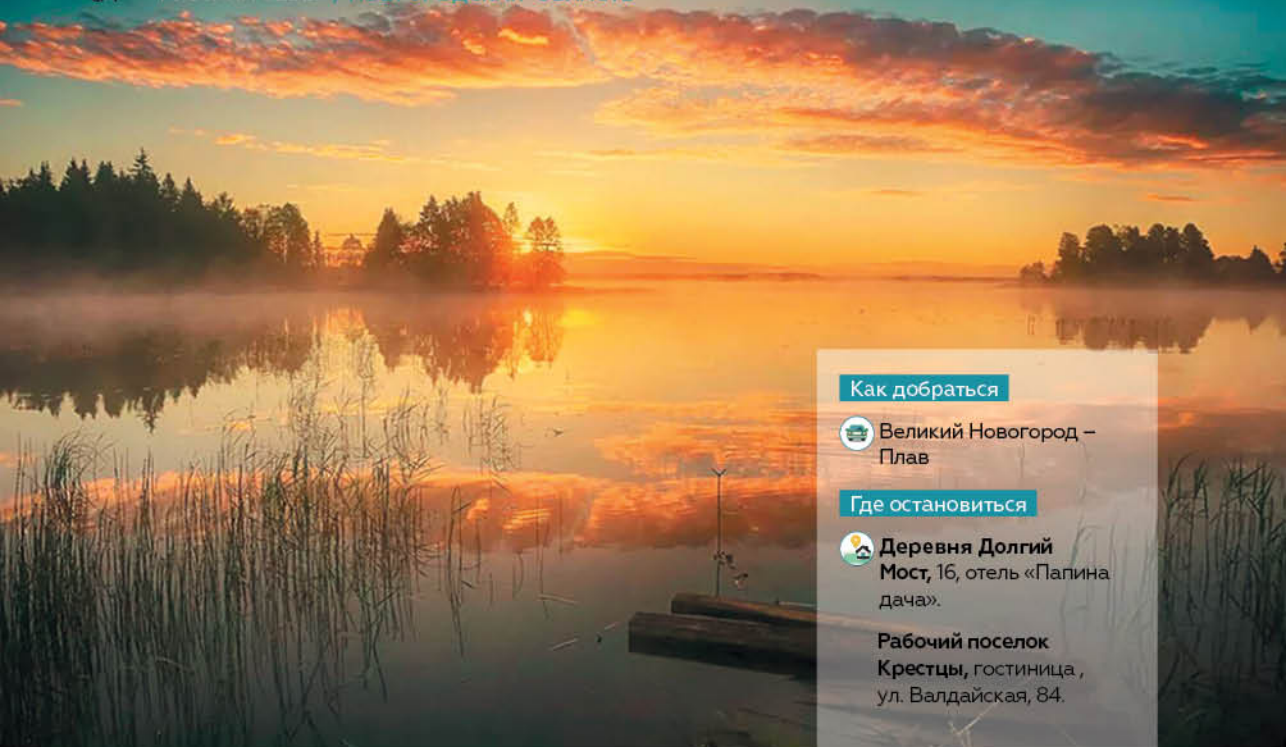 Как добраться
Великий Новогород –
Плав
Где остановиться
Деревня Долгий
Мост, 16, отель «Папина
дача».
Рабочий поселок
Крестцы, гостиница ,
ул. Валдайская, 84.